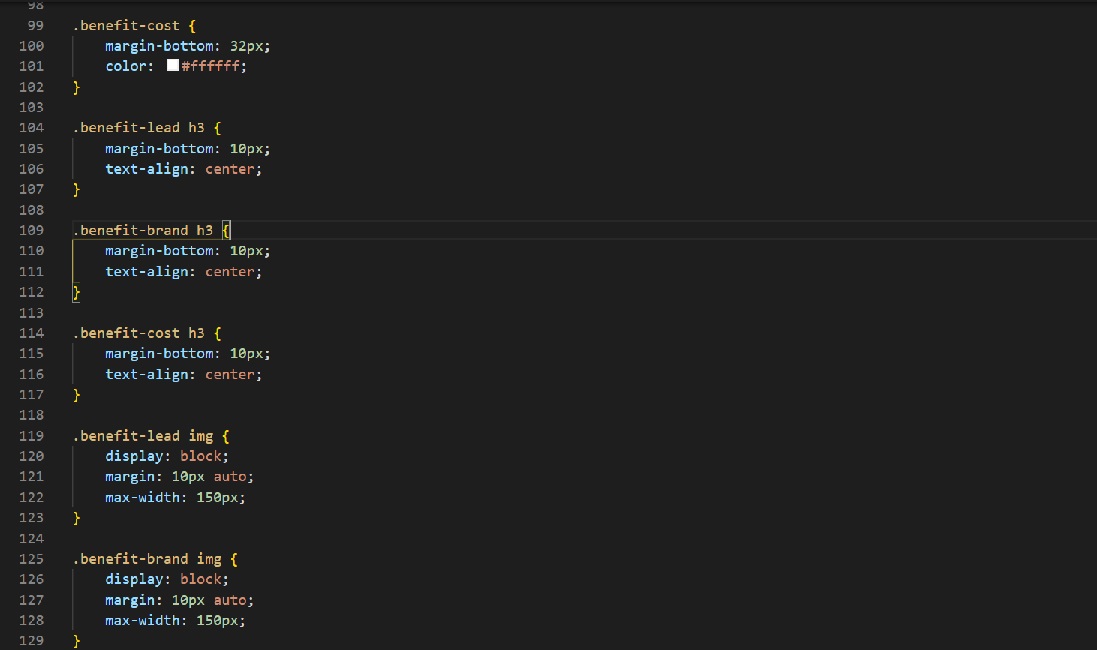 98
99 .benefit-cost {
100     margin-bottom: 32px;
101     color: #ffffff;
102 }
103
104 .benefit-lead h3 {
105     margin-bottom: 10px;
106     text-align: center;
107 }
108
109 .benefit-brand h3 {
110     margin-bottom: 10px;
111     text-align: center;
112 }
113
114 .benefit-cost h3 {
115     margin-bottom: 10px;
116     text-align: center;
117 }
118
119 .benefit-lead img {
120     display: block;
121     margin: 10px auto;
122     max-width: 150px;
123 }
124
125 .benefit-brand img {
126     display: block;
127     margin: 10px auto;
128     max-width: 150px;
129 }